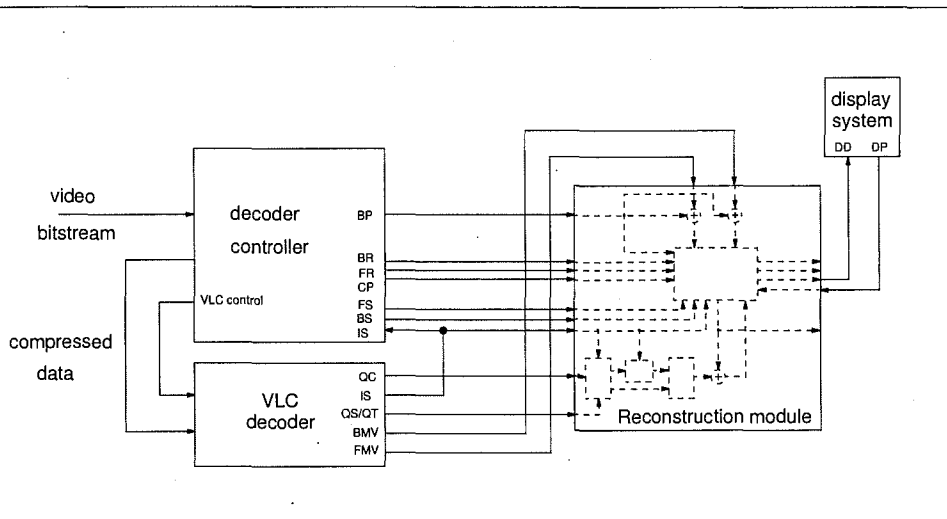 display
system
DD DP
video
bitstream
decoder
controller
BP
BR
FR
CP
VLC control
FS
BS
IS
compressed
data
VLC
decoder
QC
IS
QS/QT
BMV
FMV
Reconstruction module